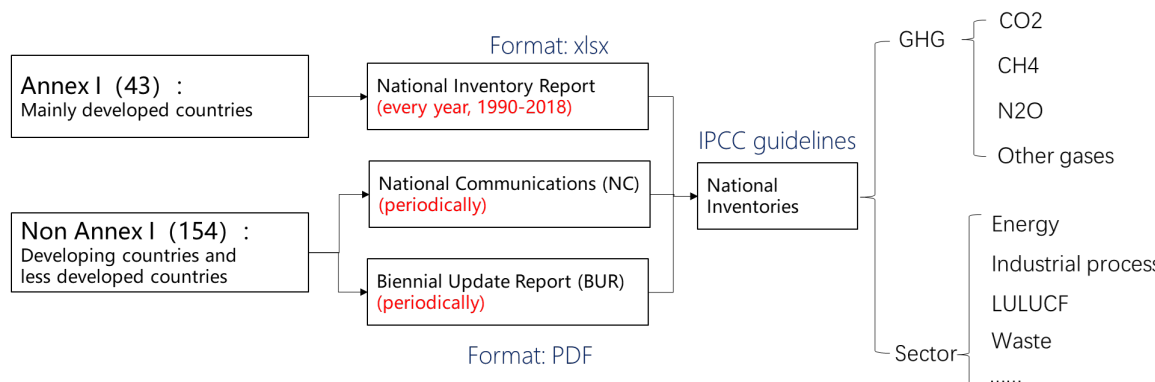 Format: xlsx
Annex I（43）:
Mainly developed countries
National Inventory Report
(every year, 1990-2018)
Non Annex I（154）:
Developing countries and
less developed countries
National Communications (NC)
(periodically)
Biennial Update Report (BUR)
(periodically)
Format: PDF
IPCC guidelines
National
Inventories
GHG
CO2
CH4
N2O
Other gases
Sector
Energy
Industrial process
LULUCF
Waste
......